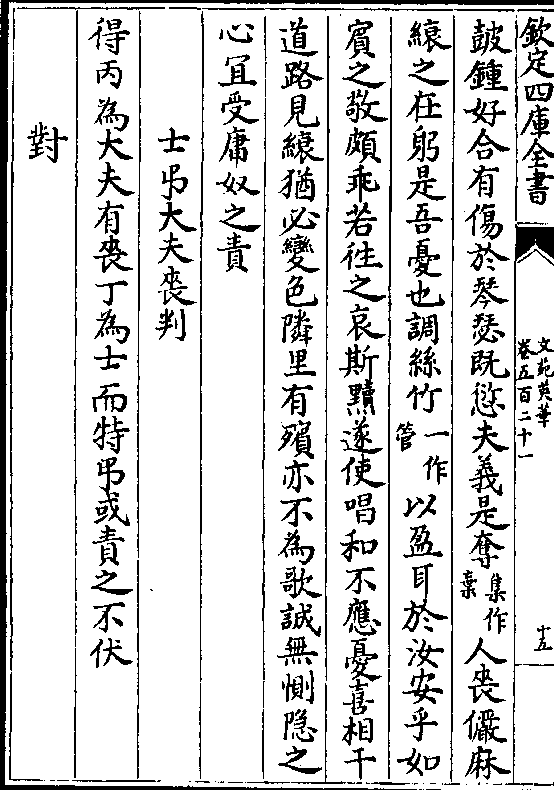 欽定四庫全書
文苑英華
卷五百二十一
十五
皷鍾好合有傷於琴瑟既愆夫義是奪集作棄人喪儼麻
縗之在躬是吾憂也調絲竹一作管以盈耳於汝安乎如
賓之敬頗乖若徃之哀斯黷遂使唱和不應憂喜相干
道路見縗猶必變色隣里有殯亦不為歌誠無惻隐之
心冝受庸奴之責
士弔大夫喪判
得丙為大夫有喪丁為士而特弔或責之不伏
對